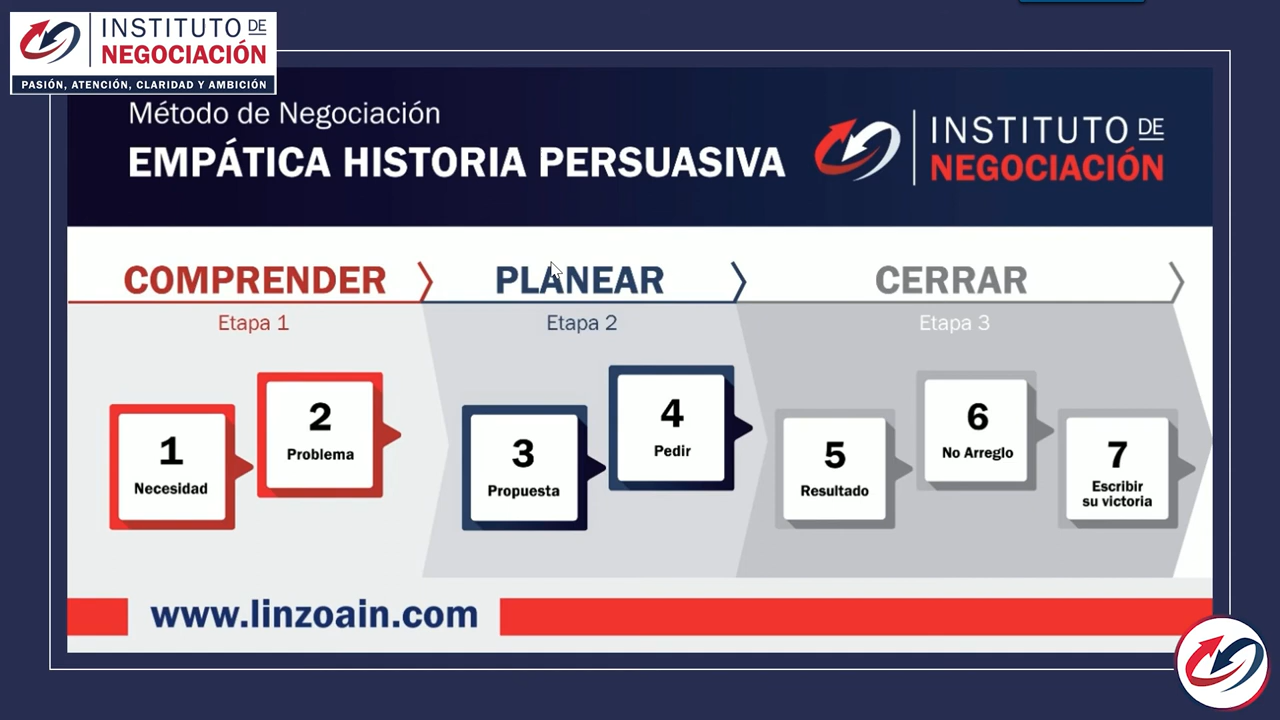 INSTITUTO DE
NEGOCIACIÓN
PASIÓN, ATENCIÓN, CLARIDAD Y AMBICIÓN
Método de Negociación
EMPÁTICA HISTORIA PERSUASIVA
INSTITUTO DE
NEGOCIACIÓN
COMPRENDER
PLANEAR
CERRAR
Etapa 1
Etapa 2
Etapa 3
1
Necesidad
2
Problema
3
Propuesta
4
Pedir
5
Resultado
6
No Arreglo
7
Escribir
su victoria
www.linzoain.com